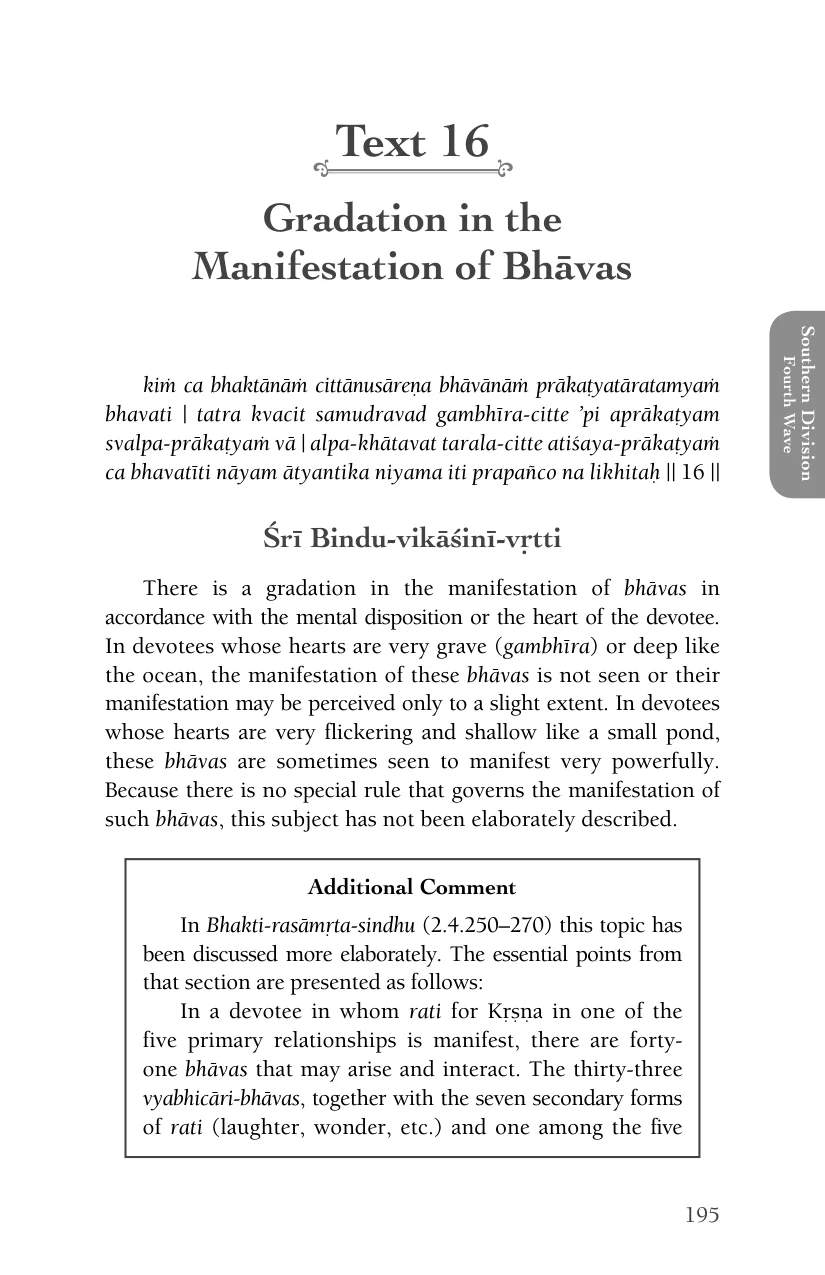 Text 16
Gradation in the
Manifestation of Bhāvas
Southern Division
Fourth Wave
kiṁ ca bhaktānāṁ cittānusāreṇa bhāvānāṁ prākaṭyatāratamyaṁ
bhavati | tatra kvacit samudravad gambhīra-citte ’pi aprākaṭyam
svalpa-prākaṭyaṁ vā | alpa-khātavat tarala-citte atiśaya-prākaṭyaṁ
ca bhavatīti nāyam ātyantika niyama iti prapañco na likhitaḥ || 16 ||
Śrī Bindu-vikāśinī-vṛtti
There is a gradation in the manifestation of bhāvas in
accordance with the mental disposition or the heart of the devotee.
In devotees whose hearts are very grave (gambhīra) or deep like
the ocean, the manifestation of these bhāvas is not seen or their
manifestation may be perceived only to a slight extent. In devotees
whose hearts are very flickering and shallow like a small pond,
these bhāvas are sometimes seen to manifest very powerfully.
Because there is no special rule that governs the manifestation of
such bhāvas, this subject has not been elaborately described.
Additional Comment
In Bhakti-rasāmṛta-sindhu (2.4.250–270) this topic has
been discussed more elaborately. The essential points from
that section are presented as follows:
In a devotee in whom rati for Kṛṣṇa in one of the
five primary relationships is manifest, there are forty-
one bhāvas that may arise and interact. The thirty-three
vyabhicāri-bhāvas, together with the seven secondary forms
of rati (laughter, wonder, etc.) and one among the five
195